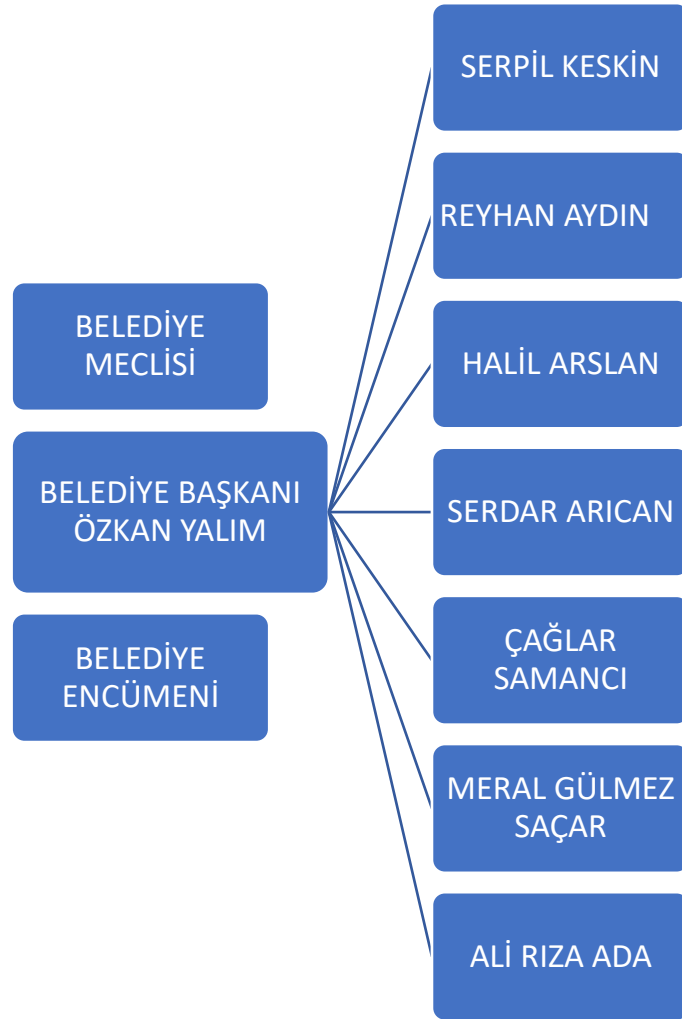 BELEDİYE
MECLİSİ
BELEDİYE BAŞKANI
ÖZKAN YALIM
BELEDİYE
ENCÜMENİ
SERPİL KESKİN
REYHAN AYDIN
HALİL ARSLAN
SERDAR ARICAN
ÇAĞLAR
SAMANCI
MERAL GÜLMEZ
SAÇAR
ALİ RIZA ADA